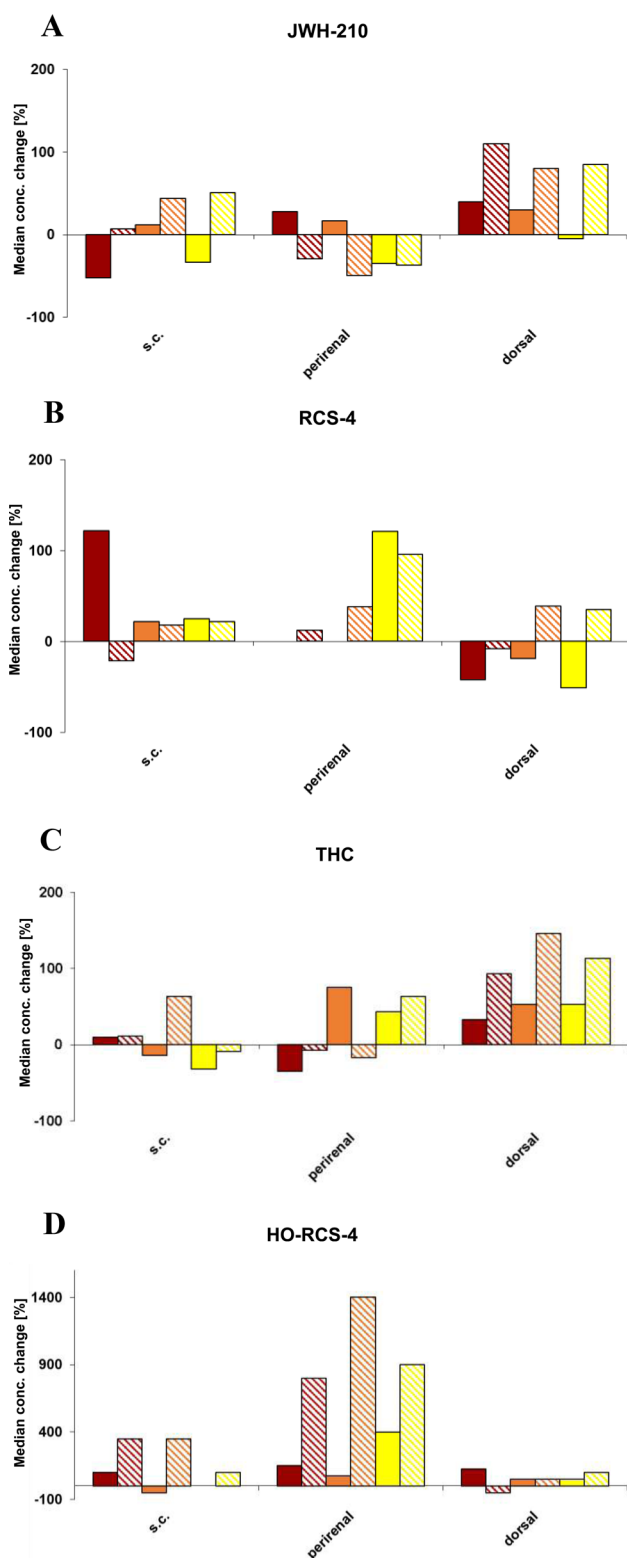 A
JWH-210
Median conc. change [%]
200
100
0
-100
s.c.
perirenal
dorsal
B
RCS-4
Median conc. change [%]
200
100
0
-100
s.c.
perirenal
dorsal
C
THC
Median conc. change [%]
200
100
0
-100
s.c.
perirenal
dorsal
D
HO-RCS-4
Median conc. change [%]
1400
900
400
-100
s.c.
perirenal
dorsal